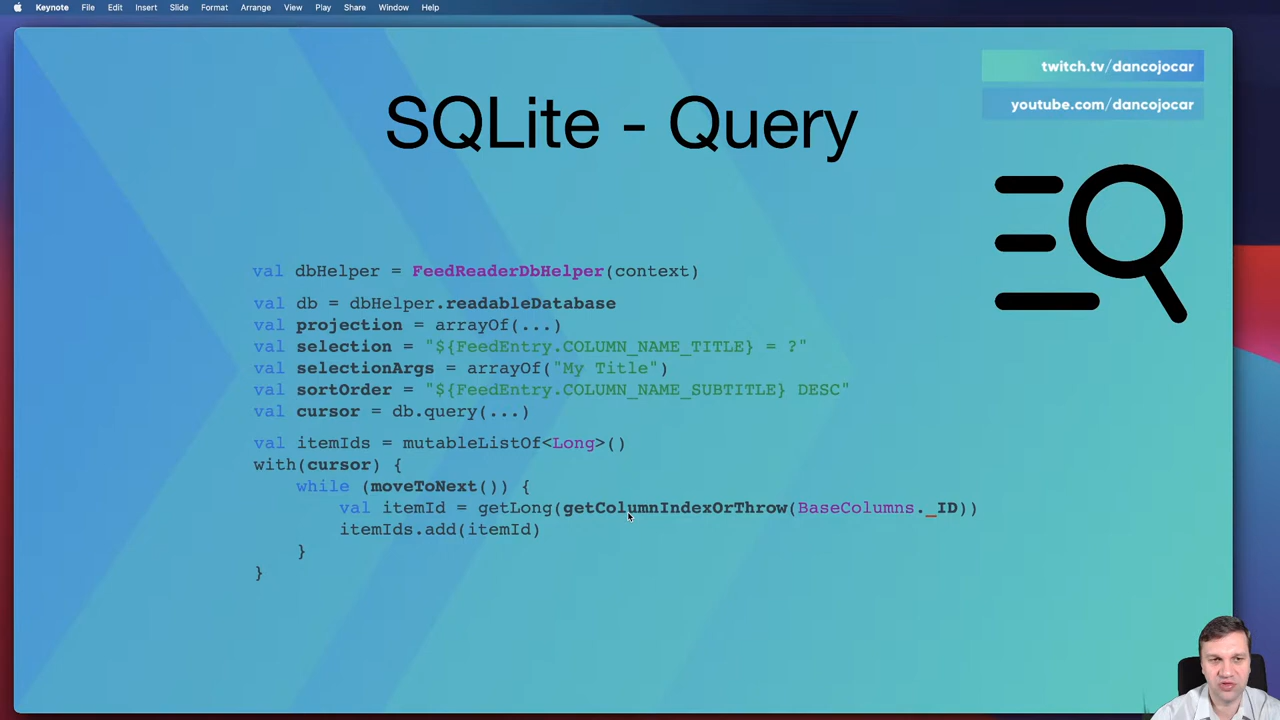 Keynote File Edit Insert Slide Format Arrange View Play Share Window Help
twitch.tv/dancojocar
youtube.com/dancojocar
SQLite - Query
val dbHelper = FeedReaderDbHelper(context)
val db = dbHelper.readableDatabase
val projection = arrayOf(...)
val selection = "${FeedEntry.COLUMN_NAME_TITLE} = ?"
val selectionArgs = arrayOf("My Title")
val sortOrder = "${FeedEntry.COLUMN_NAME_SUBTITLE} DESC"
val cursor = db.query(...)
val itemIds = mutableListOf<Long>()
with(cursor) {
while (moveToNext()) {
val itemId = getLong(getColumnIndexOrThrow(BaseColumns._ID))
itemIds.add(itemId)
}
}